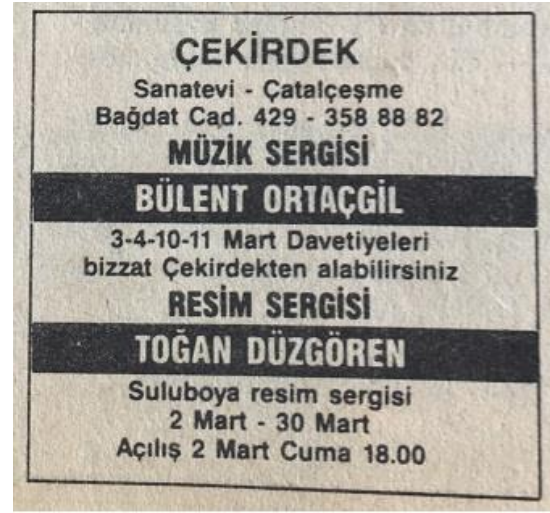 ÇEKİRDEK
Sanatevi - Çatalçeşme
Bağdat Cad. 429 - 358 88 82
MÜZİK SERGİSİ
BÜLENT ORTAÇGİL
3-4-10-11 Mart Davetiyeleri
bizzat Çekirdekten alabilirsiniz
RESİM SERGİSİ
TOĞAN DÜZGÖREN
Suluboya resim sergisi
2 Mart - 30 Mart
Açılış 2 Mart Cuma 18.00